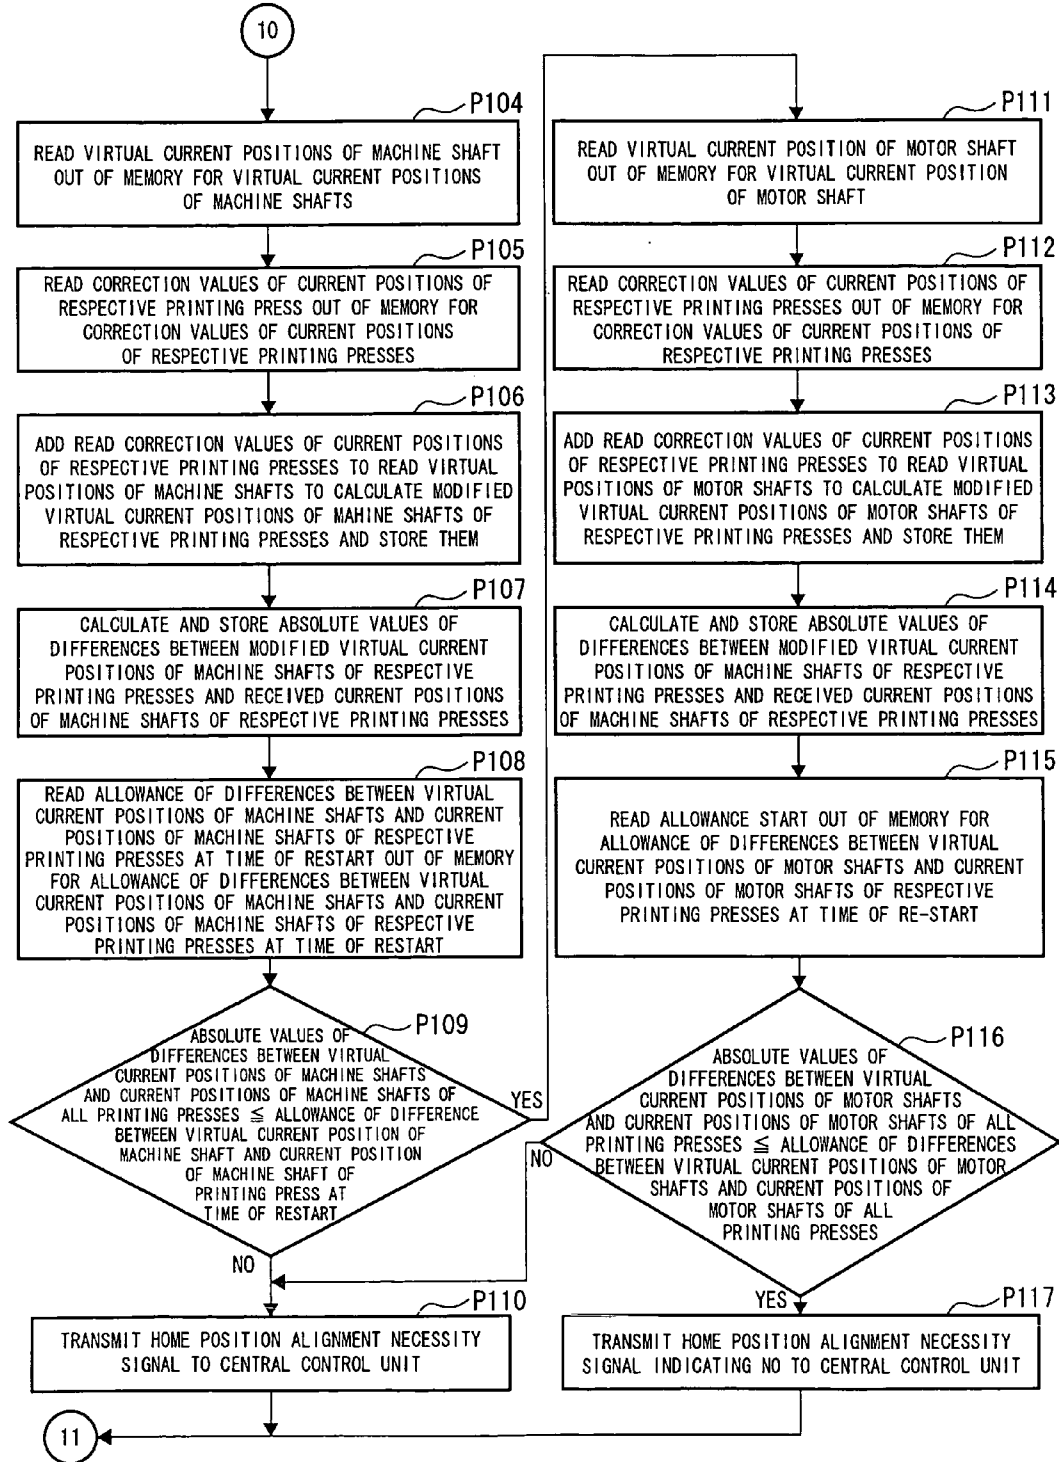 10
P104
READ VIRTUAL CURRENT POSITIONS OF MACHINE SHAFT
OUT OF MEMORY FOR VIRTUAL CURRENT POSITIONS
OF MACHINE SHAFTS
P105
READ CORRECTION VALUES OF CURRENT POSITIONS OF
RESPECTIVE PRINTING PRESS OUT OF MEMORY FOR
CORRECTION VALUES OF CURRENT POSITIONS
OF RESPECTIVE PRINTING PRESSES
P106
ADD READ CORRECTION VALUES OF CURRENT POSITIONS
OF RESPECTIVE PRINTING PRESSES TO READ VIRTUAL
POSITIONS OF MACHINE SHAFTS TO CALCULATE MODIFIED
VIRTUAL CURRENT POSITIONS OF MAHINE SHAFTS OF
RESPECTIVE PRINTING PRESSES AND STORE THEM
P107
CALCULATE AND STORE ABSOLUTE VALUES OF
DIFFERENCES BETWEEN MODIFIED VIRTUAL CURRENT
POSITIONS OF MACHINE SHAFTS OF RESPECTIVE
PRINTING PRESSES AND RECEIVED CURRENT POSITIONS
OF MACHINE SHAFTS OF RESPECTIVE PRINTING PRESSES
P108
READ ALLOWANCE OF DIFFERENCES BETWEEN VIRTUAL
CURRENT POSITIONS OF MACHINE SHAFTS AND CURRENT
POSITIONS OF MACHINE SHAFTS OF RESPECTIVE
PRINTING PRESSES AT TIME OF RESTART OUT OF MEMORY
FOR ALLOWANCE OF DIFFERENCES BETWEEN VIRTUAL
CURRENT POSITIONS OF MACHINE SHAFTS AND CURRENT
POSITIONS OF MACHINE SHAFTS OF RESPECTIVE
PRINTING PRESSES AT TIME OF RESTART
P109
ABSOLUTE VALUES OF
DIFFERENCES BETWEEN VIRTUAL
CURRENT POSITIONS OF MACHINE SHAFTS
AND CURRENT POSITIONS OF MACHINE SHAFTS OF
ALL PRINTING PRESSES ≦ ALLOWANCE OF DIFFERENCE
BETWEEN VIRTUAL CURRENT POSITION OF
MACHINE SHAFT AND CURRENT POSITION
OF MACHINE SHAFT OF
PRINTING PRESS AT
TIME OF RESTART
YES
NO
P110
TRANSMIT HOME POSITION ALIGNMENT NECESSITY
SIGNAL TO CENTRAL CONTROL UNIT
11
P111
READ VIRTUAL CURRENT POSITION OF MOTOR SHAFT
OUT OF MEMORY FOR VIRTUAL CURRENT POSITION
OF MOTOR SHAFT
P112
READ CORRECTION VALUES OF CURRENT POSITIONS OF
RESPECTIVE PRINTING PRESSES OUT OF MEMORY FOR
CORRECTION VALUES OF CURRENT POSITIONS OF
RESPECTIVE PRINTING PRESSES
P113
ADD READ CORRECTION VALUES OF CURRENT POSITIONS
OF RESPECTIVE PRINTING PRESSES TO READ VIRTUAL
POSITIONS OF MOTOR SHAFTS TO CALCULATE MODIFIED
VIRTUAL CURRENT POSITIONS OF MOTOR SHAFTS OF
RESPECTIVE PRINTING PRESSES AND STORE THEM
P114
CALCULATE AND STORE ABSOLUTE VALUES OF
DIFFERENCES BETWEEN MODIFIED VIRTUAL CURRENT
POSITIONS OF MACHINE SHAFTS OF RESPECTIVE
PRINTING PRESSES AND RECEIVED CURRENT POSITIONS
OF MACHINE SHAFTS OF RESPECTIVE PRINTING PRESSES
P115
READ ALLOWANCE START OUT OF MEMORY FOR
ALLOWANCE OF DIFFERENCES BETWEEN VIRTUAL
CURRENT POSITIONS OF MOTOR SHAFTS AND CURRENT
POSITIONS OF MOTOR SHAFTS OF RESPECTIVE
PRINTING PRESSES AT TIME OF RE-START
P116
ABSOLUTE VALUES OF
DIFFERENCES BETWEEN VIRTUAL
CURRENT POSITIONS OF MOTOR SHAFTS
AND CURRENT POSITIONS OF MOTOR SHAFTS OF ALL
PRINTING PRESSES ≦ ALLOWANCE OF DIFFERENCES
BETWEEN VIRTUAL CURRENT POSITIONS OF MOTOR
SHAFTS AND CURRENT POSITIONS OF
MOTOR SHAFTS OF ALL
PRINTING PRESSES
NO
YES
P117
TRANSMIT HOME POSITION ALIGNMENT NECESSITY
SIGNAL INDICATING NO TO CENTRAL CONTROL UNIT